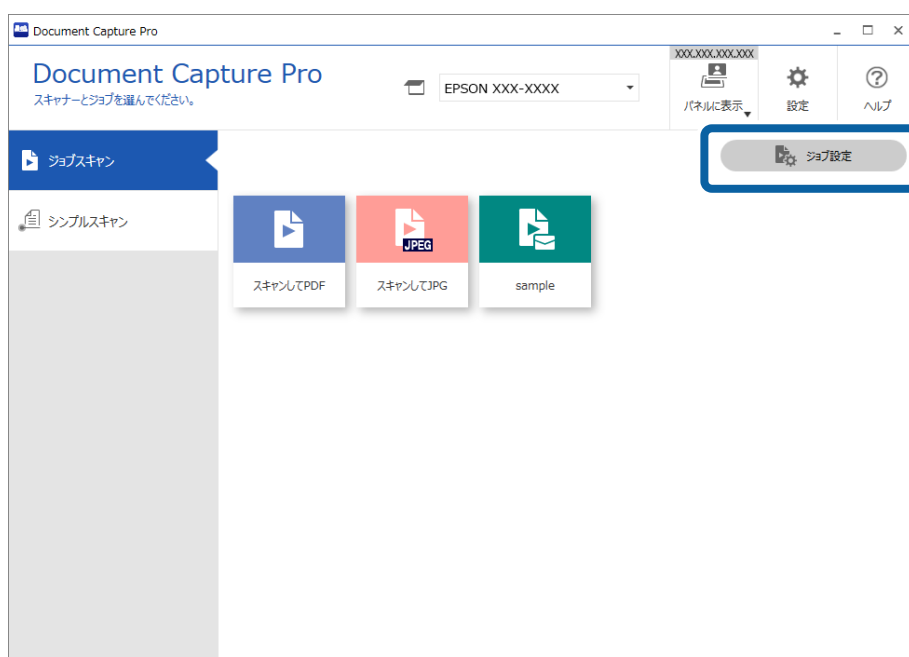 Document Capture Pro
Document Capture Pro
スキャナーとジョブを選んでください。
EPSON XXX-XXXX
XXX.XXX.XXX.XXX
パネルに表示
設定
ヘルプ
ジョブスキャン
ジョブ設定
シンプルスキャン
JPEG
スキャンしてPDF
スキャンしてJPG
sample